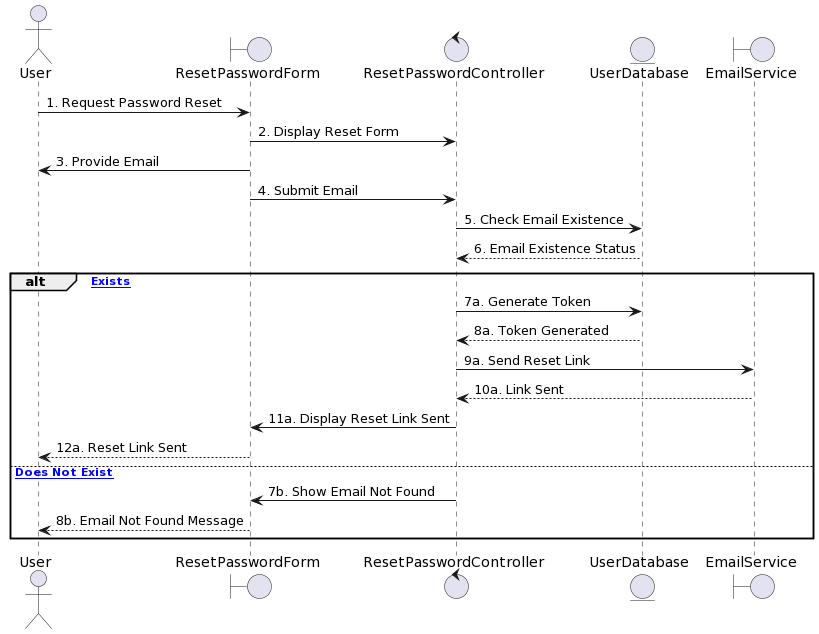 User
ResetPasswordForm
ResetPasswordController
UserDatabase
EmailService
1. Request Password Reset
2. Display Reset Form
3. Provide Email
4. Submit Email
5. Check Email Existence
6. Email Existence Status
alt
Exists
7a. Generate Token
8a. Token Generated
9a. Send Reset Link
10a. Link Sent
11a. Display Reset Link Sent
12a. Reset Link Sent
Does Not Exist
7b. Show Email Not Found
8b. Email Not Found Message
User
ResetPasswordForm
ResetPasswordController
UserDatabase
EmailService